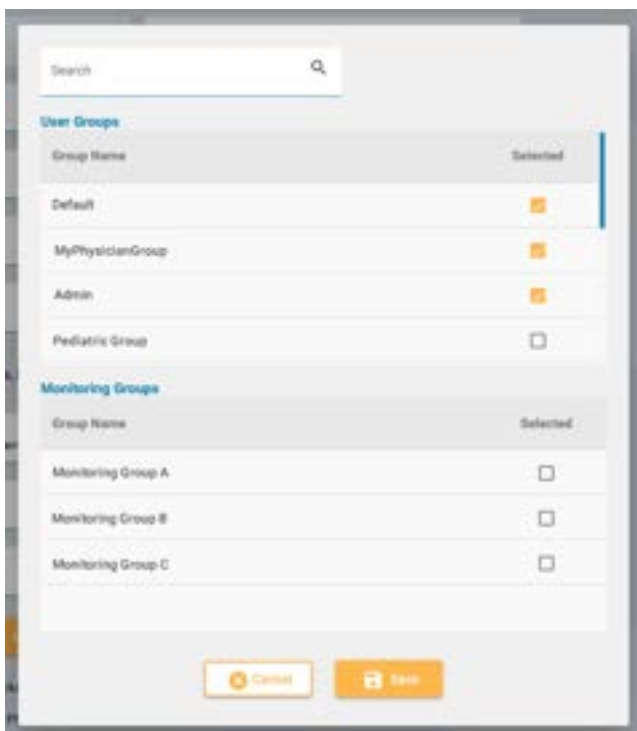 Search
User Groups
Group Name Selected
Default
MyPhysicianGroup
Admin
Pediatric Group
Monitoring Groups
Group Name Selected
Monitoring Group A
Monitoring Group B
Monitoring Group C
Cancel Save